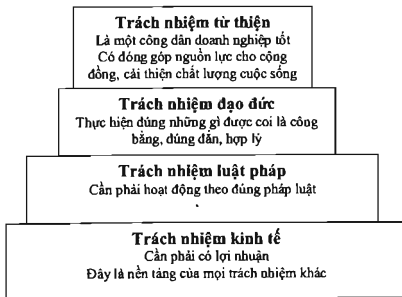 Trách nhiệm từ thiện
Là một công dân doanh nghiệp tốt
Có đóng góp nguồn lực cho cộng
đồng, cải thiện chất lượng cuộc sống
Trách nhiệm đạo đức
Thực hiện đúng những gì được coi là công
bằng, đúng đắn, hợp lý
Trách nhiệm luật pháp
Cần phải hoạt động theo đúng pháp luật
Trách nhiệm kinh tế
Cần phải có lợi nhuận
Đây là nền tảng của mọi trách nhiệm khác